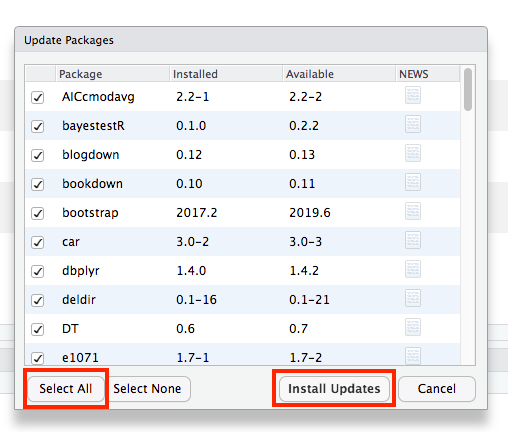 Update Packages
Package Installed Available NEWS
AICcmodavg 2.2-1 2.2-2
bayestestR 0.1.0 0.2.2
blogdown 0.12 0.13
bookdown 0.10 0.11
bootstrap 2017.2 2019.6
car 3.0-2 3.0-3
dbplyr 1.4.0 1.4.2
deldir 0.1-16 0.1-21
DT 0.6 0.7
e1071 1.7-1 1.7-2
Select All Select None Install Updates Cancel